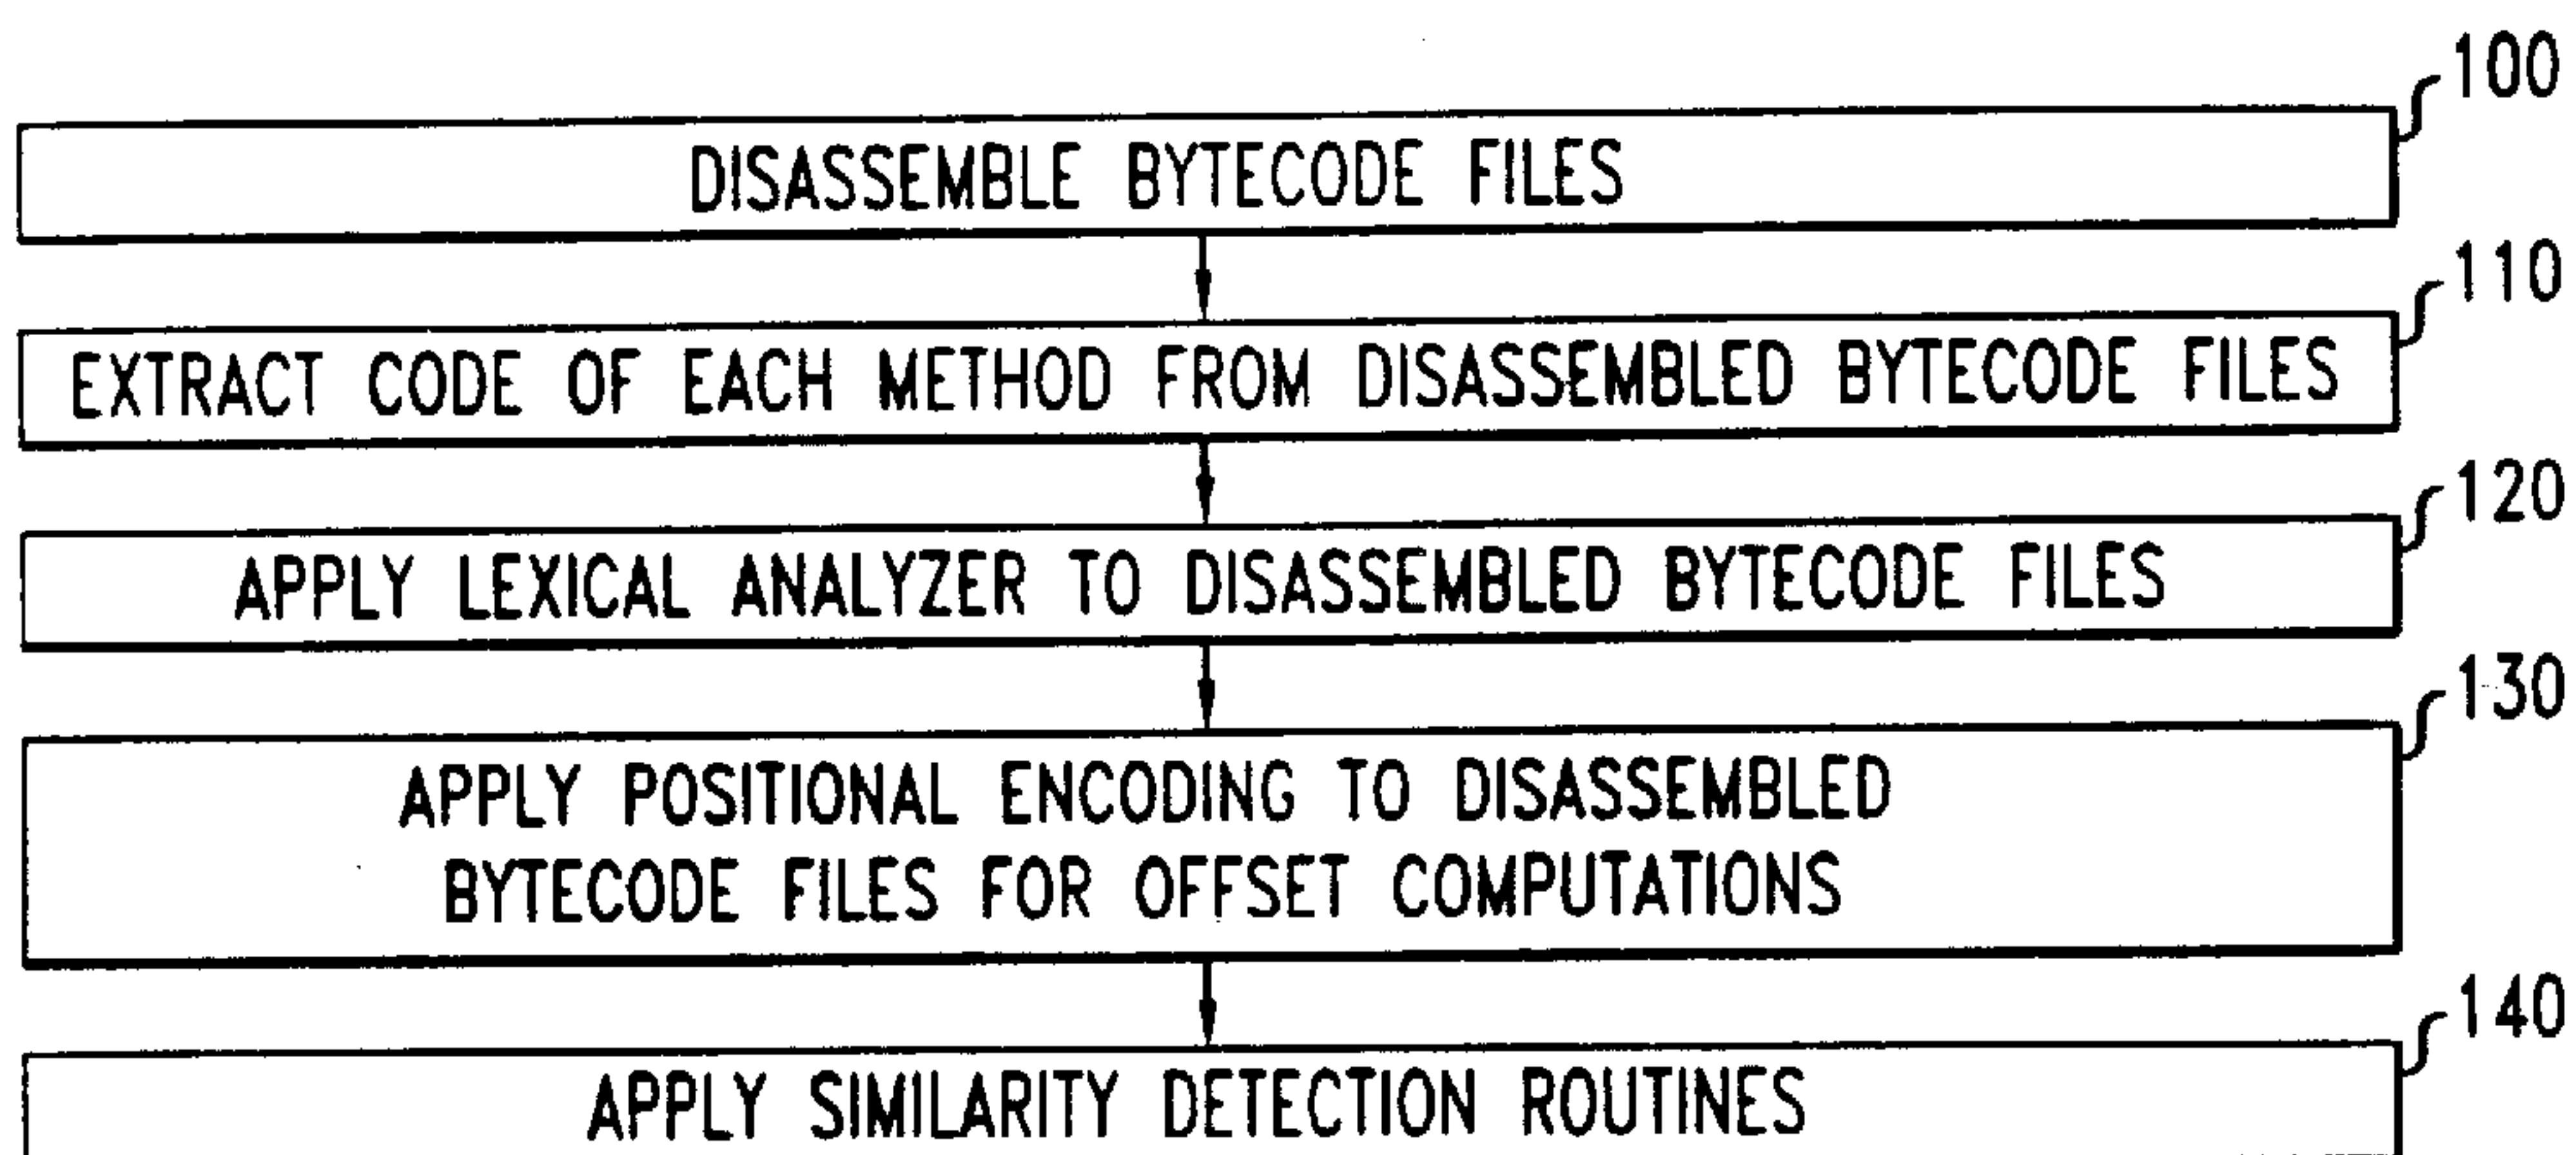 100
DISASSEMBLE BYTECODE FILES
110
EXTRACT CODE OF EACH METHOD FROM DISASSEMBLED BYTECODE FILES
120
APPLY LEXICAL ANALYZER TO DISASSEMBLED BYTECODE FILES
130
APPLY POSITIONAL ENCODING TO DISASSEMBLED
BYTECODE FILES FOR OFFSET COMPUTATIONS
140
APPLY SIMILARITY DETECTION ROUTINES